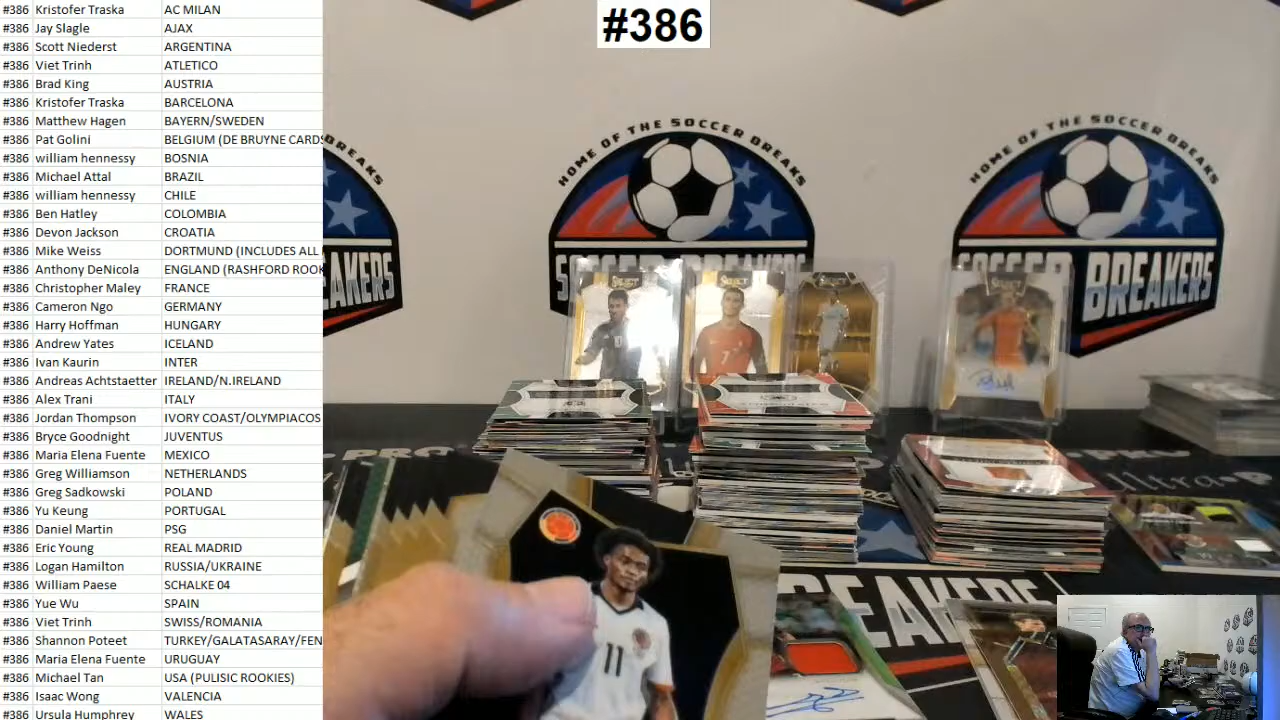 #386 Kristofer Traska AC MILAN
#386 Jay Slagle AJAX
#386 Scott Niederst ARGENTINA
#386 Viet Trinh ATLETICO
#386 Brad King AUSTRIA
#386 Kristofer Traska BARCELONA
#386 Matthew Hagen BAYERN/SWEDEN
#386 Pat Golini BELGIUM (DE BRUYNE CARDS
#386 william hennessy BOSNIA
#386 Michael Attal BRAZIL
#386 william hennessy CHILE
#386 Ben Hatley COLOMBIA
#386 Devon Jackson CROATIA
#386 Mike Weiss DORTMUND (INCLUDES ALL
#386 Anthony DeNicola ENGLAND (RASHFORD ROOK
#386 Christopher Maley FRANCE
#386 Cameron Ngo GERMANY
#386 Harry Hoffman HUNGARY
#386 Andrew Yates ICELAND
#386 Ivan Kaurin INTER
#386 Andreas Achtstaetter IRELAND/N.IRELAND
#386 Alex Trani ITALY
#386 Jordan Thompson IVORY COAST/OLYMPIACOS
#386 Bryce Goodnight JUVENTUS
#386 Maria Elena Fuente MEXICO
#386 Greg Williamson NETHERLANDS
#386 Greg Sadkowski POLAND
#386 Yu Keung PORTUGAL
#386 Daniel Martin PSG
#386 Eric Young REAL MADRID
#386 Logan Hamilton RUSSIA/UKRAINE
#386 William Paese SCHALKE 04
#386 Yue Wu SPAIN
#386 Viet Trinh SWISS/ROMANIA
#386 Shannon Poteet TURKEY/GALATASARAY/FEN
#386 Maria Elena Fuente URUGUAY
#386 Michael Tan USA (PULISIC ROOKIES)
#386 Isaac Wong VALENCIA
#386 Ursula Humphrey WALES
#386
HOME OF THE SOCCER BREAKS
HOME OF THE SOCCER BREAKS
BREAKS
AKERS
BREAKERS
SELECT
SELECT
SELECT
7
11
BREAKERS